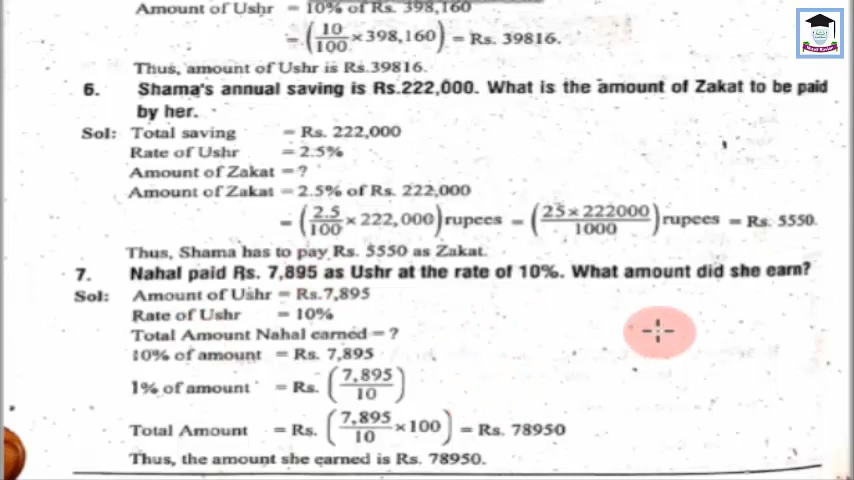 Amount of Ushr = 10% of Rs. 398,160
= (10/100 × 398,160) = Rs. 39816.
Thus, amount of Ushr is Rs.39816.
6. Shama's annual saving is Rs.222,000. What is the amount of Zakat to be paid
by her.
Sol: Total saving = Rs. 222,000
Rate of Ushr = 2.5%
Amount of Zakat = ?
Amount of Zakat = 2.5% of Rs. 222,000
= (2.5/100 × 222,000) rupees = (25 × 222000/1000) rupees = Rs. 5550.
Thus, Shama has to pay Rs. 5550 as Zakat.
7. Nahal paid Rs. 7,895 as Ushr at the rate of 10%. What amount did she earn?
Sol: Amount of Ushr = Rs.7,895
Rate of Ushr = 10%
Total Amount Nahal earned = ?
10% of amount = Rs. 7,895
1% of amount = Rs. (7,895/10)
Total Amount = Rs. (7,895/10 × 100) = Rs. 78950
Thus, the amount she earned is Rs. 78950.